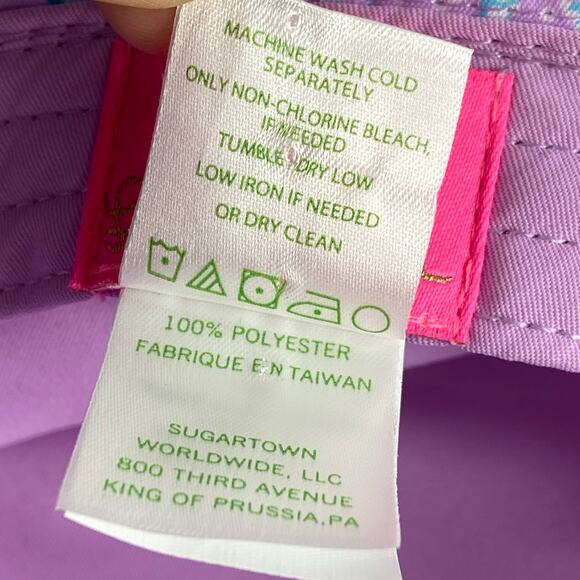 MACHINE WASH COLD
SEPARATELY
ONLY NON-CHLORINE BLEACH,
IF NEEDED
TUMBLE DRY LOW
LOW IRON IF NEEDED
OR DRY CLEAN
100% POLYESTER
FABRIQUE EN TAIWAN
SUGARTOWN
WORLDWIDE, LLC
800 THIRD AVENUE
KING OF PRUSSIA,PA